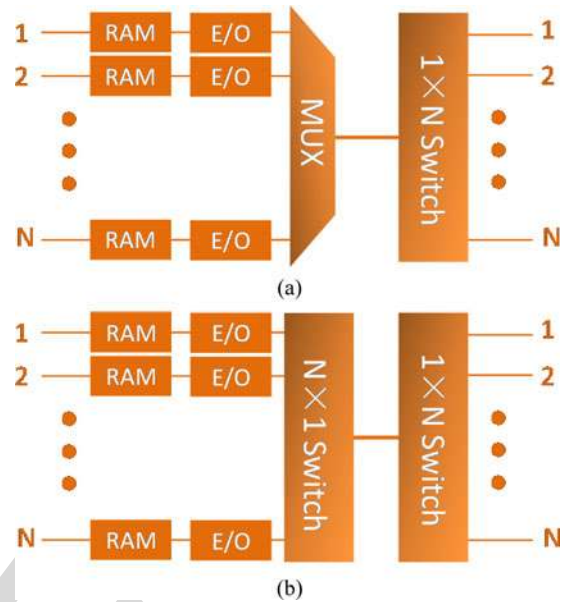 1 RAM E/O 1
2 RAM E/O 2
MUX
1×N Switch
N RAM E/O N
(a)
1 RAM E/O 1
2 RAM E/O 2
N×1 Switch
1×N Switch
N RAM E/O N
(b)